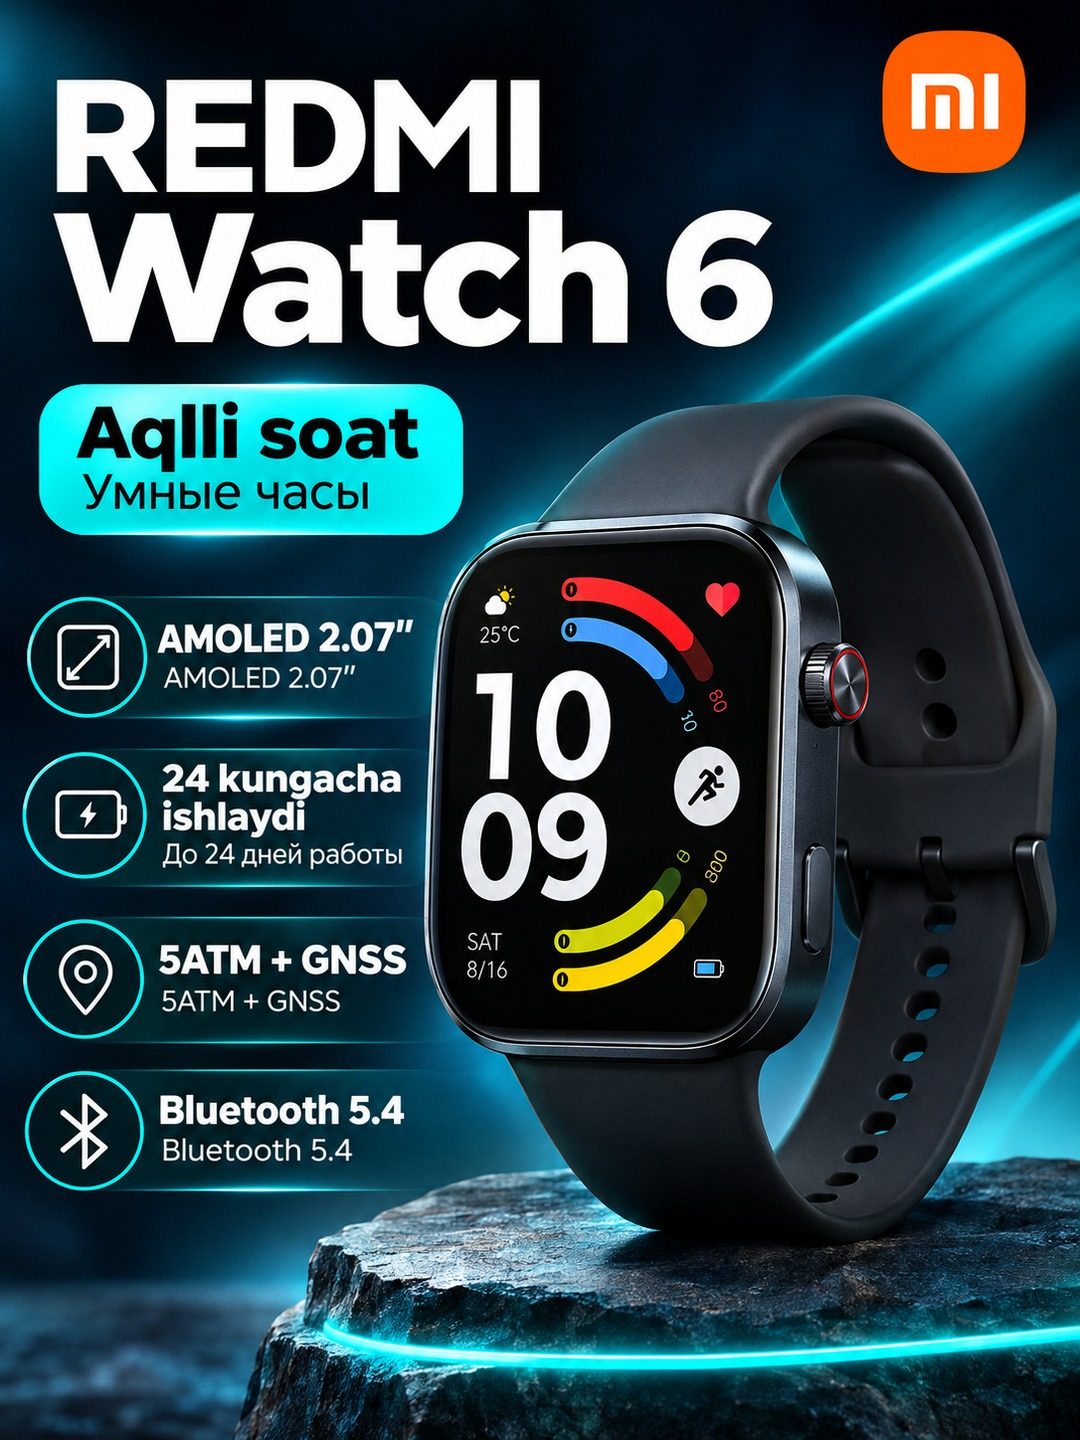 REDMI
Watch 6
mi
Aqlli soat
Умные часы
AMOLED 2.07"
AMOLED 2.07"
24 kungacha
ishlaydi
До 24 дней работы
5ATM + GNSS
5ATM + GNSS
Bluetooth 5.4
Bluetooth 5.4
25°C
80
10
09
SAT
8/16